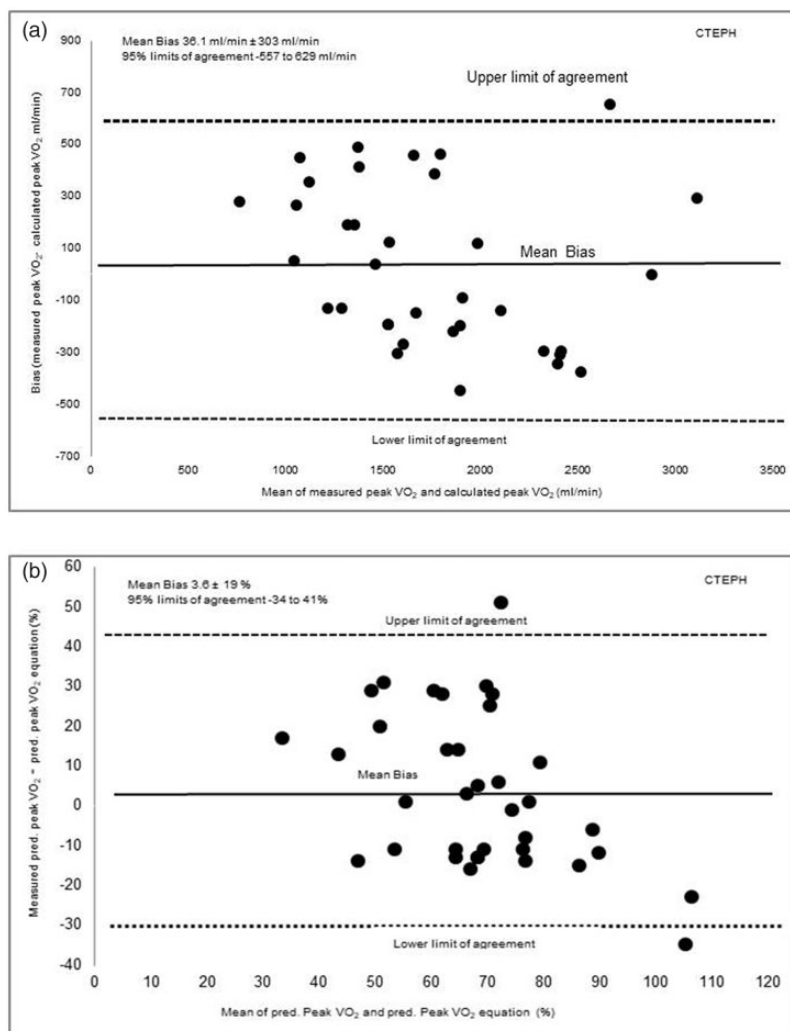 (a)
900
700
500
300
100
-100
-300
-500
-700
0 500 1000 1500 2000 2500 3000 3500
Bias (measured peak VO₂- calculated peak VO₂ ml/min)
Mean Bias 36.1 ml/min ± 303 ml/min
95% limits of agreement -557 to 629 ml/min
CTEPH
Upper limit of agreement
Mean Bias
Lower limit of agreement
Mean of measured peak VO₂ and calculated peak VO₂ (ml/min)
(b)
60
50
40
30
20
10
0
-10
-20
-30
-40
0 10 20 30 40 50 60 70 80 90 100 110 120
Measured pred. peak VO₂ - pred. peak VO₂ equation (%)
Mean Bias 3.6 ± 19 %
95% limits of agreement -34 to 41%
CTEPH
Upper limit of agreement
Mean Bias
Lower limit of agreement
Mean of pred. Peak VO₂ and pred. Peak VO₂ equation (%)